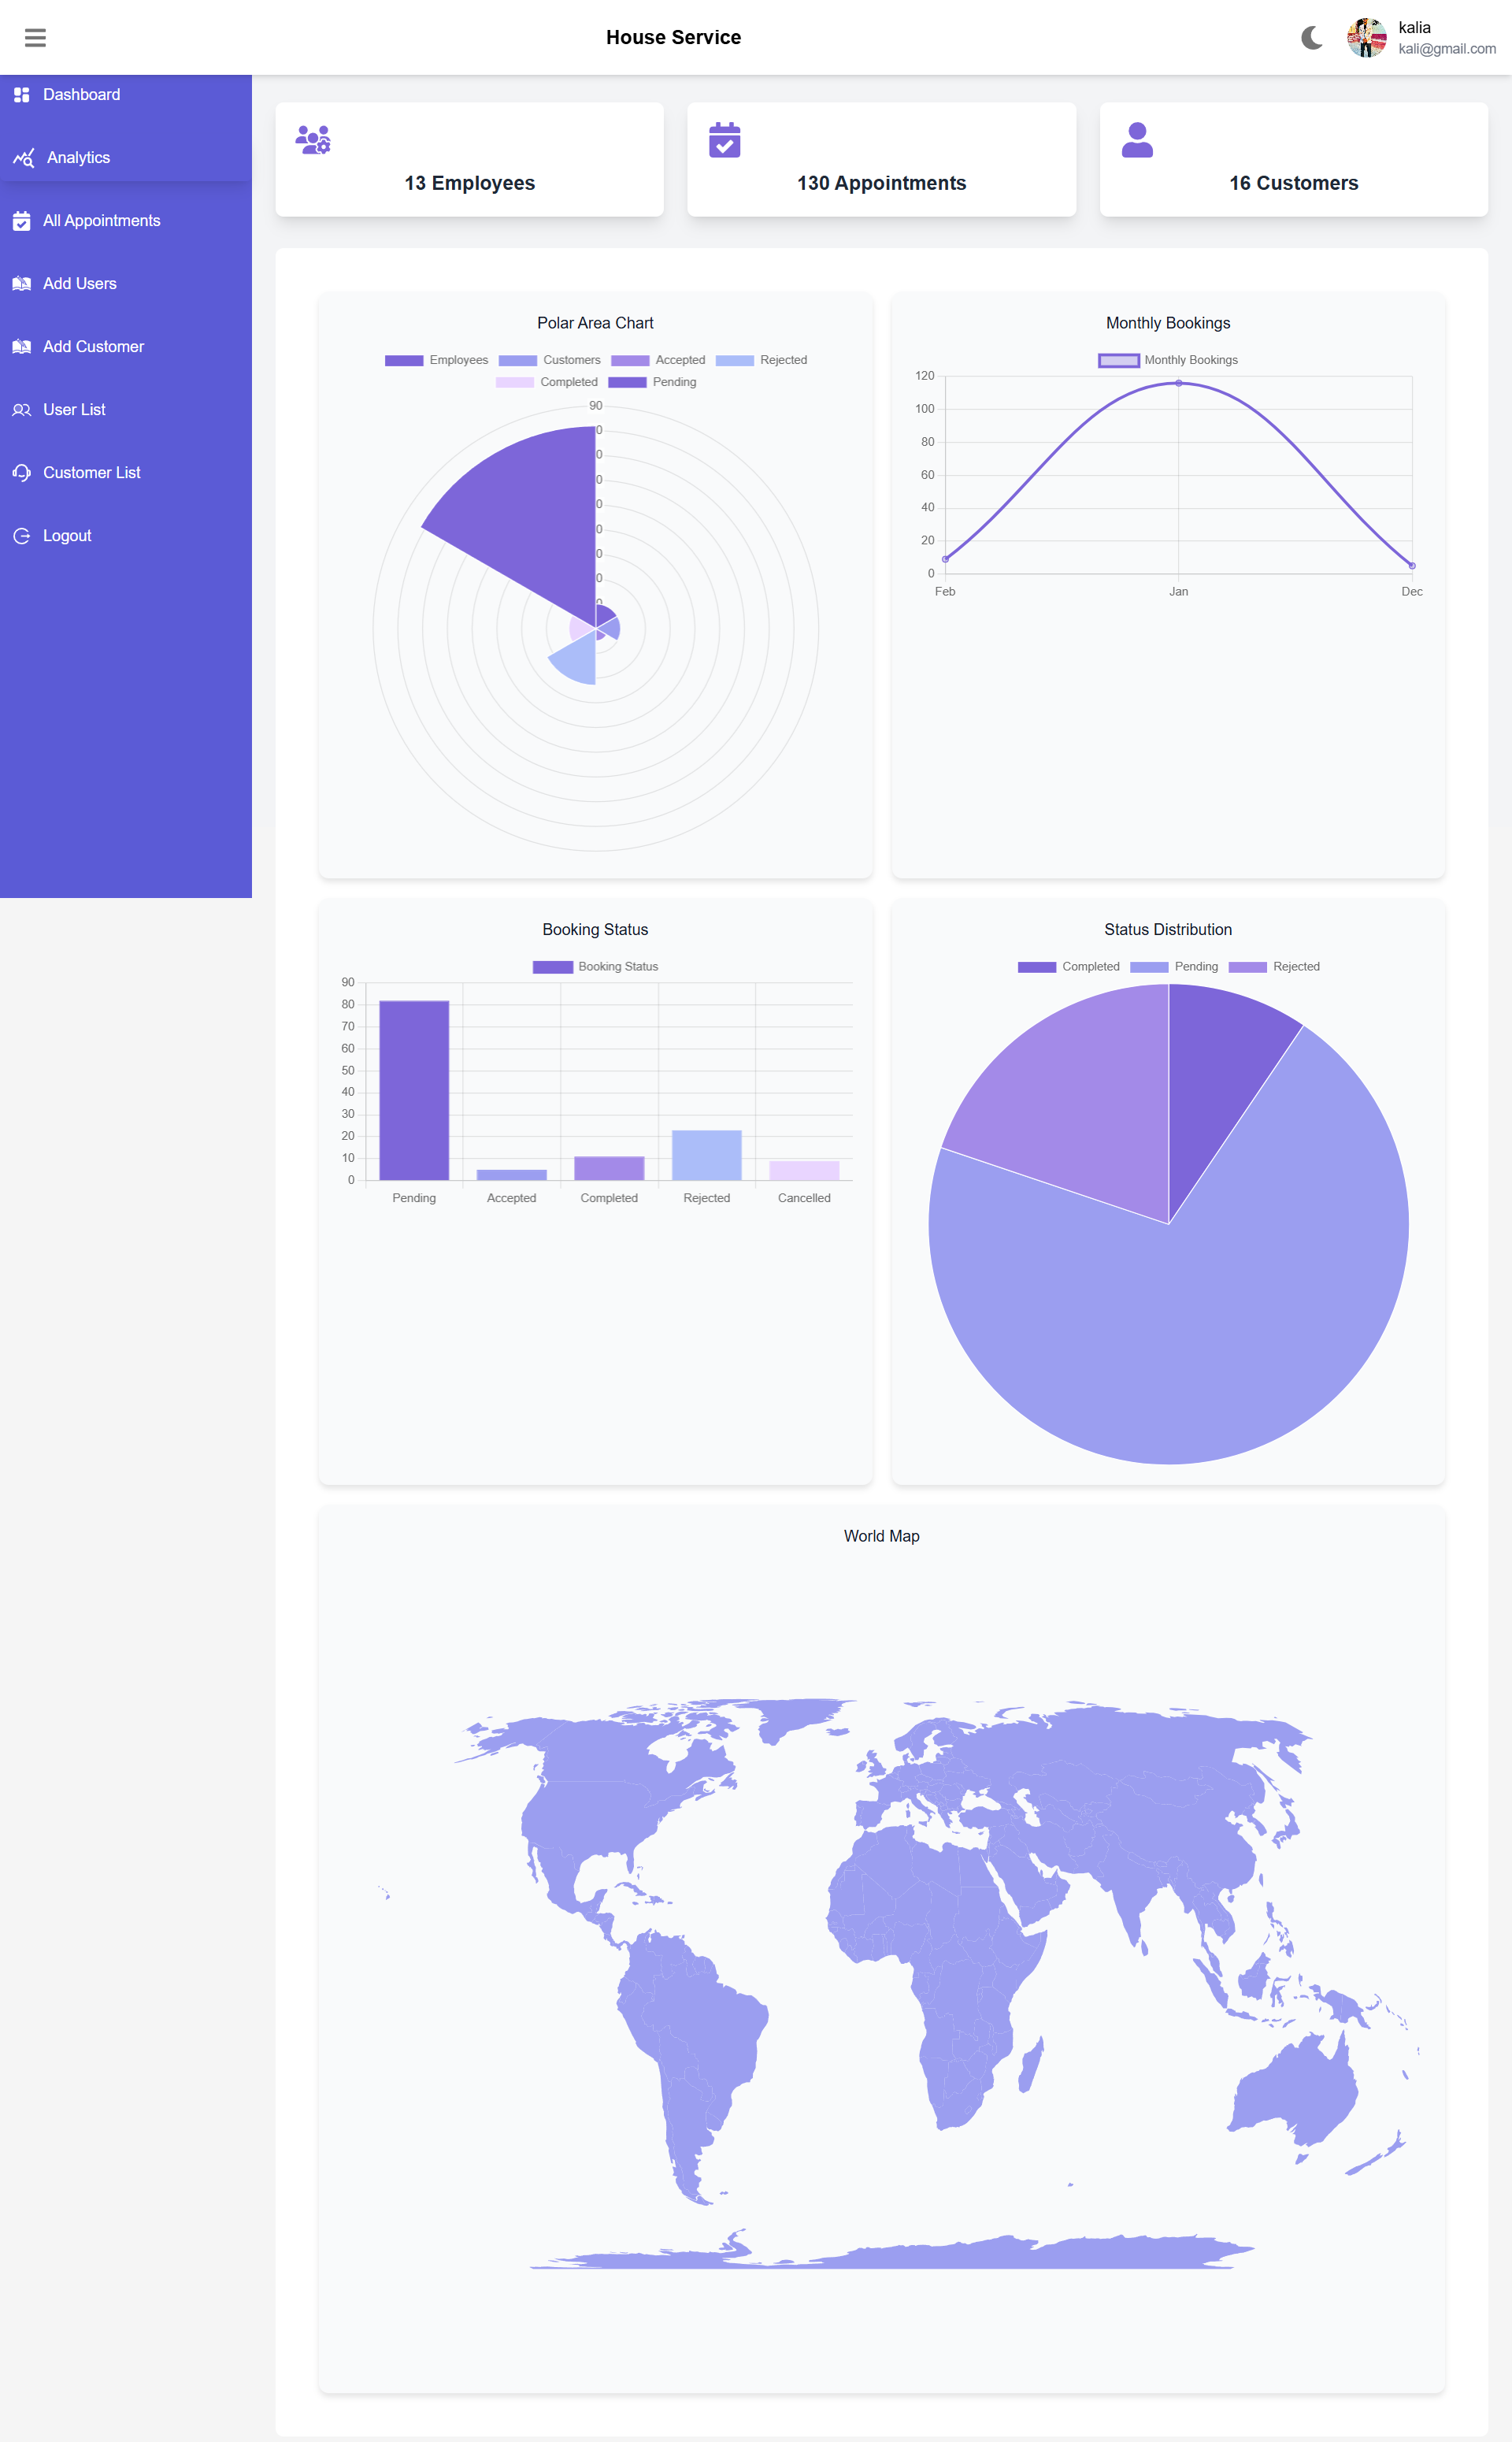 House Service
kalia
kali@gmail.com
Dashboard
Analytics
All Appointments
Add Users
Add Customer
User List
Customer List
Logout
13 Employees
130 Appointments
16 Customers
Polar Area Chart
Employees Customers Accepted Rejected
Completed Pending
90
0
0
0
0
0
0
0
Monthly Bookings
Monthly Bookings
120
100
80
60
40
20
0
Feb Jan Dec
Booking Status
Booking Status
90
80
70
60
50
40
30
20
10
0
Pending Accepted Completed Rejected Cancelled
Status Distribution
Completed Pending Rejected
World Map